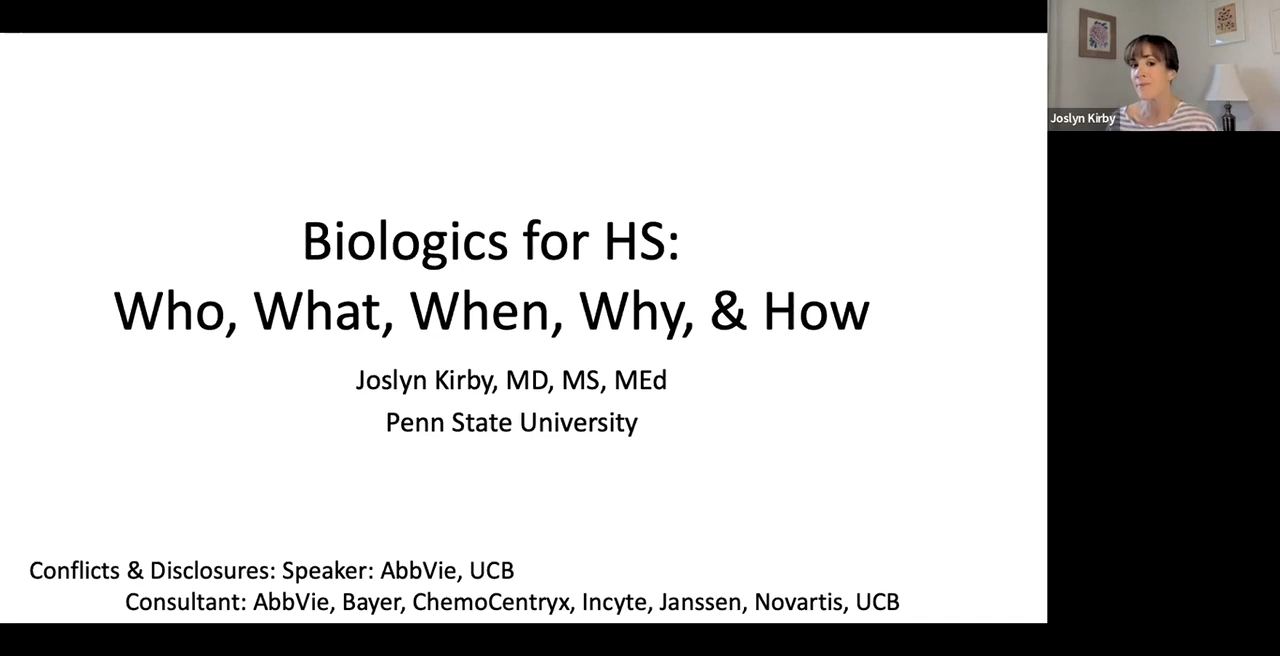 Biologics for HS:
Who, What, When, Why, & How
Joslyn Kirby, MD, MS, MEd
Penn State University
Conflicts & Disclosures: Speaker: AbbVie, UCB
Consultant: AbbVie, Bayer, ChemoCentryx, Incyte, Janssen, Novartis, UCB
Joslyn Kirby